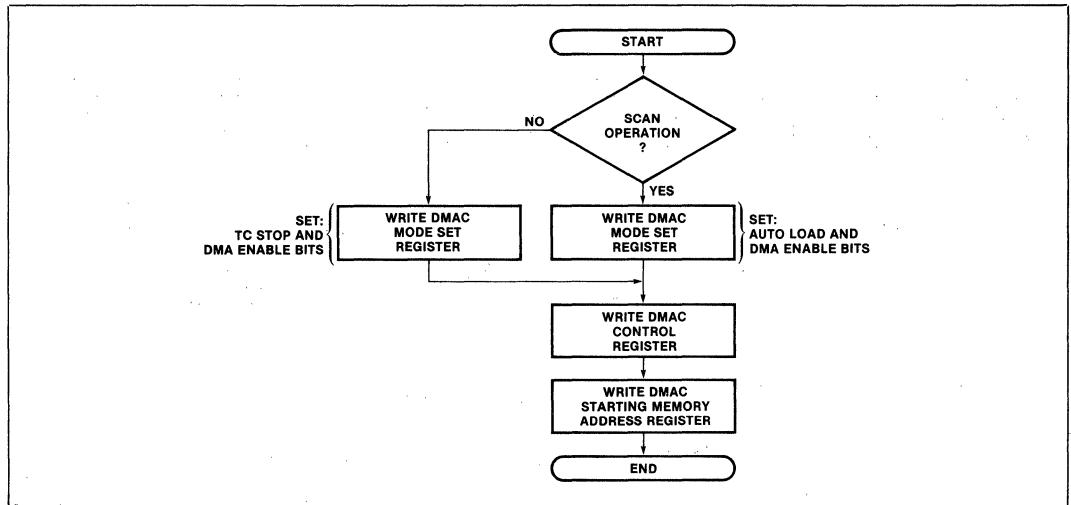 START
SCAN
OPERATION
?
NO
YES
SET:
TC STOP AND
DMA ENABLE BITS
WRITE DMAC
MODE SET
REGISTER
WRITE DMAC
MODE SET
REGISTER
SET:
AUTO LOAD AND
DMA ENABLE BITS
WRITE DMAC
CONTROL
REGISTER
WRITE DMAC
STARTING MEMORY
ADDRESS REGISTER
END